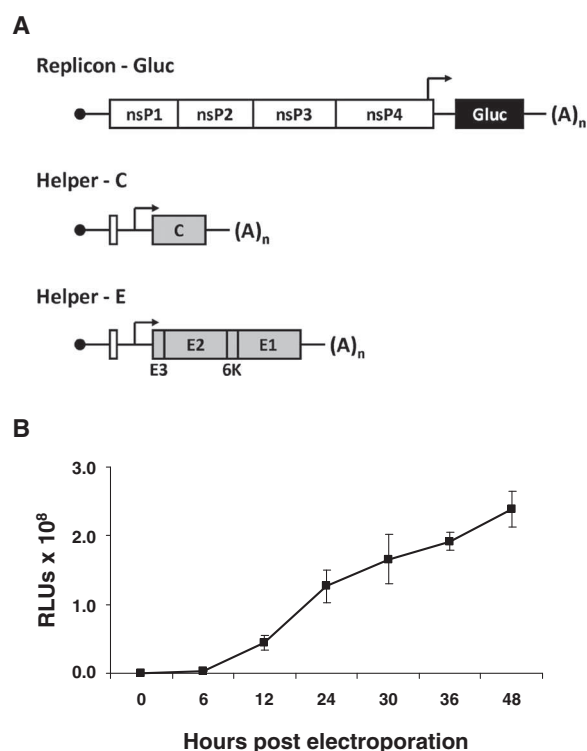 A
Replicon - Gluc
nsP1 nsP2 nsP3 nsP4 Gluc (A)n
Helper - C
C (A)n
Helper - E
E2 E1 (A)n
E3 6K
B
3.0
2.0
1.0
0.0
RLUs x 10⁸
0 6 12 24 30 36 48
Hours post electroporation